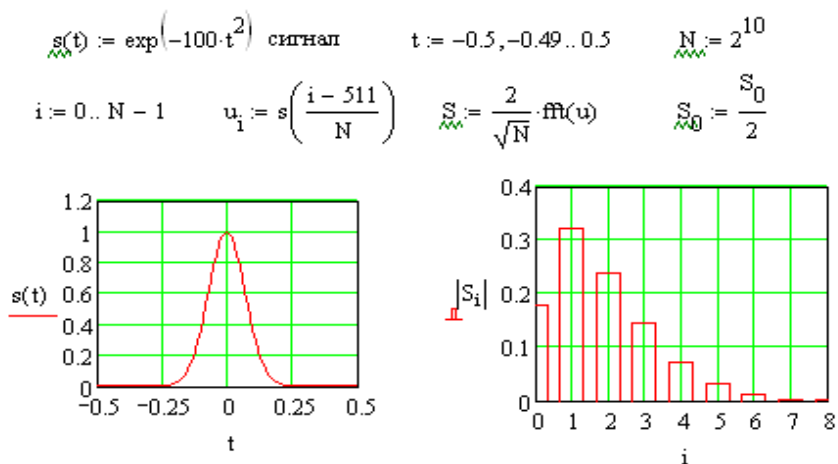 s(t) := exp(−100·t²) сигнал t := −0.5, −0.49 .. 0.5 N := 2¹⁰
i := 0 .. N − 1 uᵢ := s((i − 511)/N) S := 2/√N · fft(u) S₀ := S₀/2
1.2
1
0.8
0.6
0.4
0.2
0
s(t)
−0.5 −0.25 0 0.25 0.5
t
0.4
0.3
0.2
0.1
0
|Sᵢ|
0 1 2 3 4 5 6 7 8
i